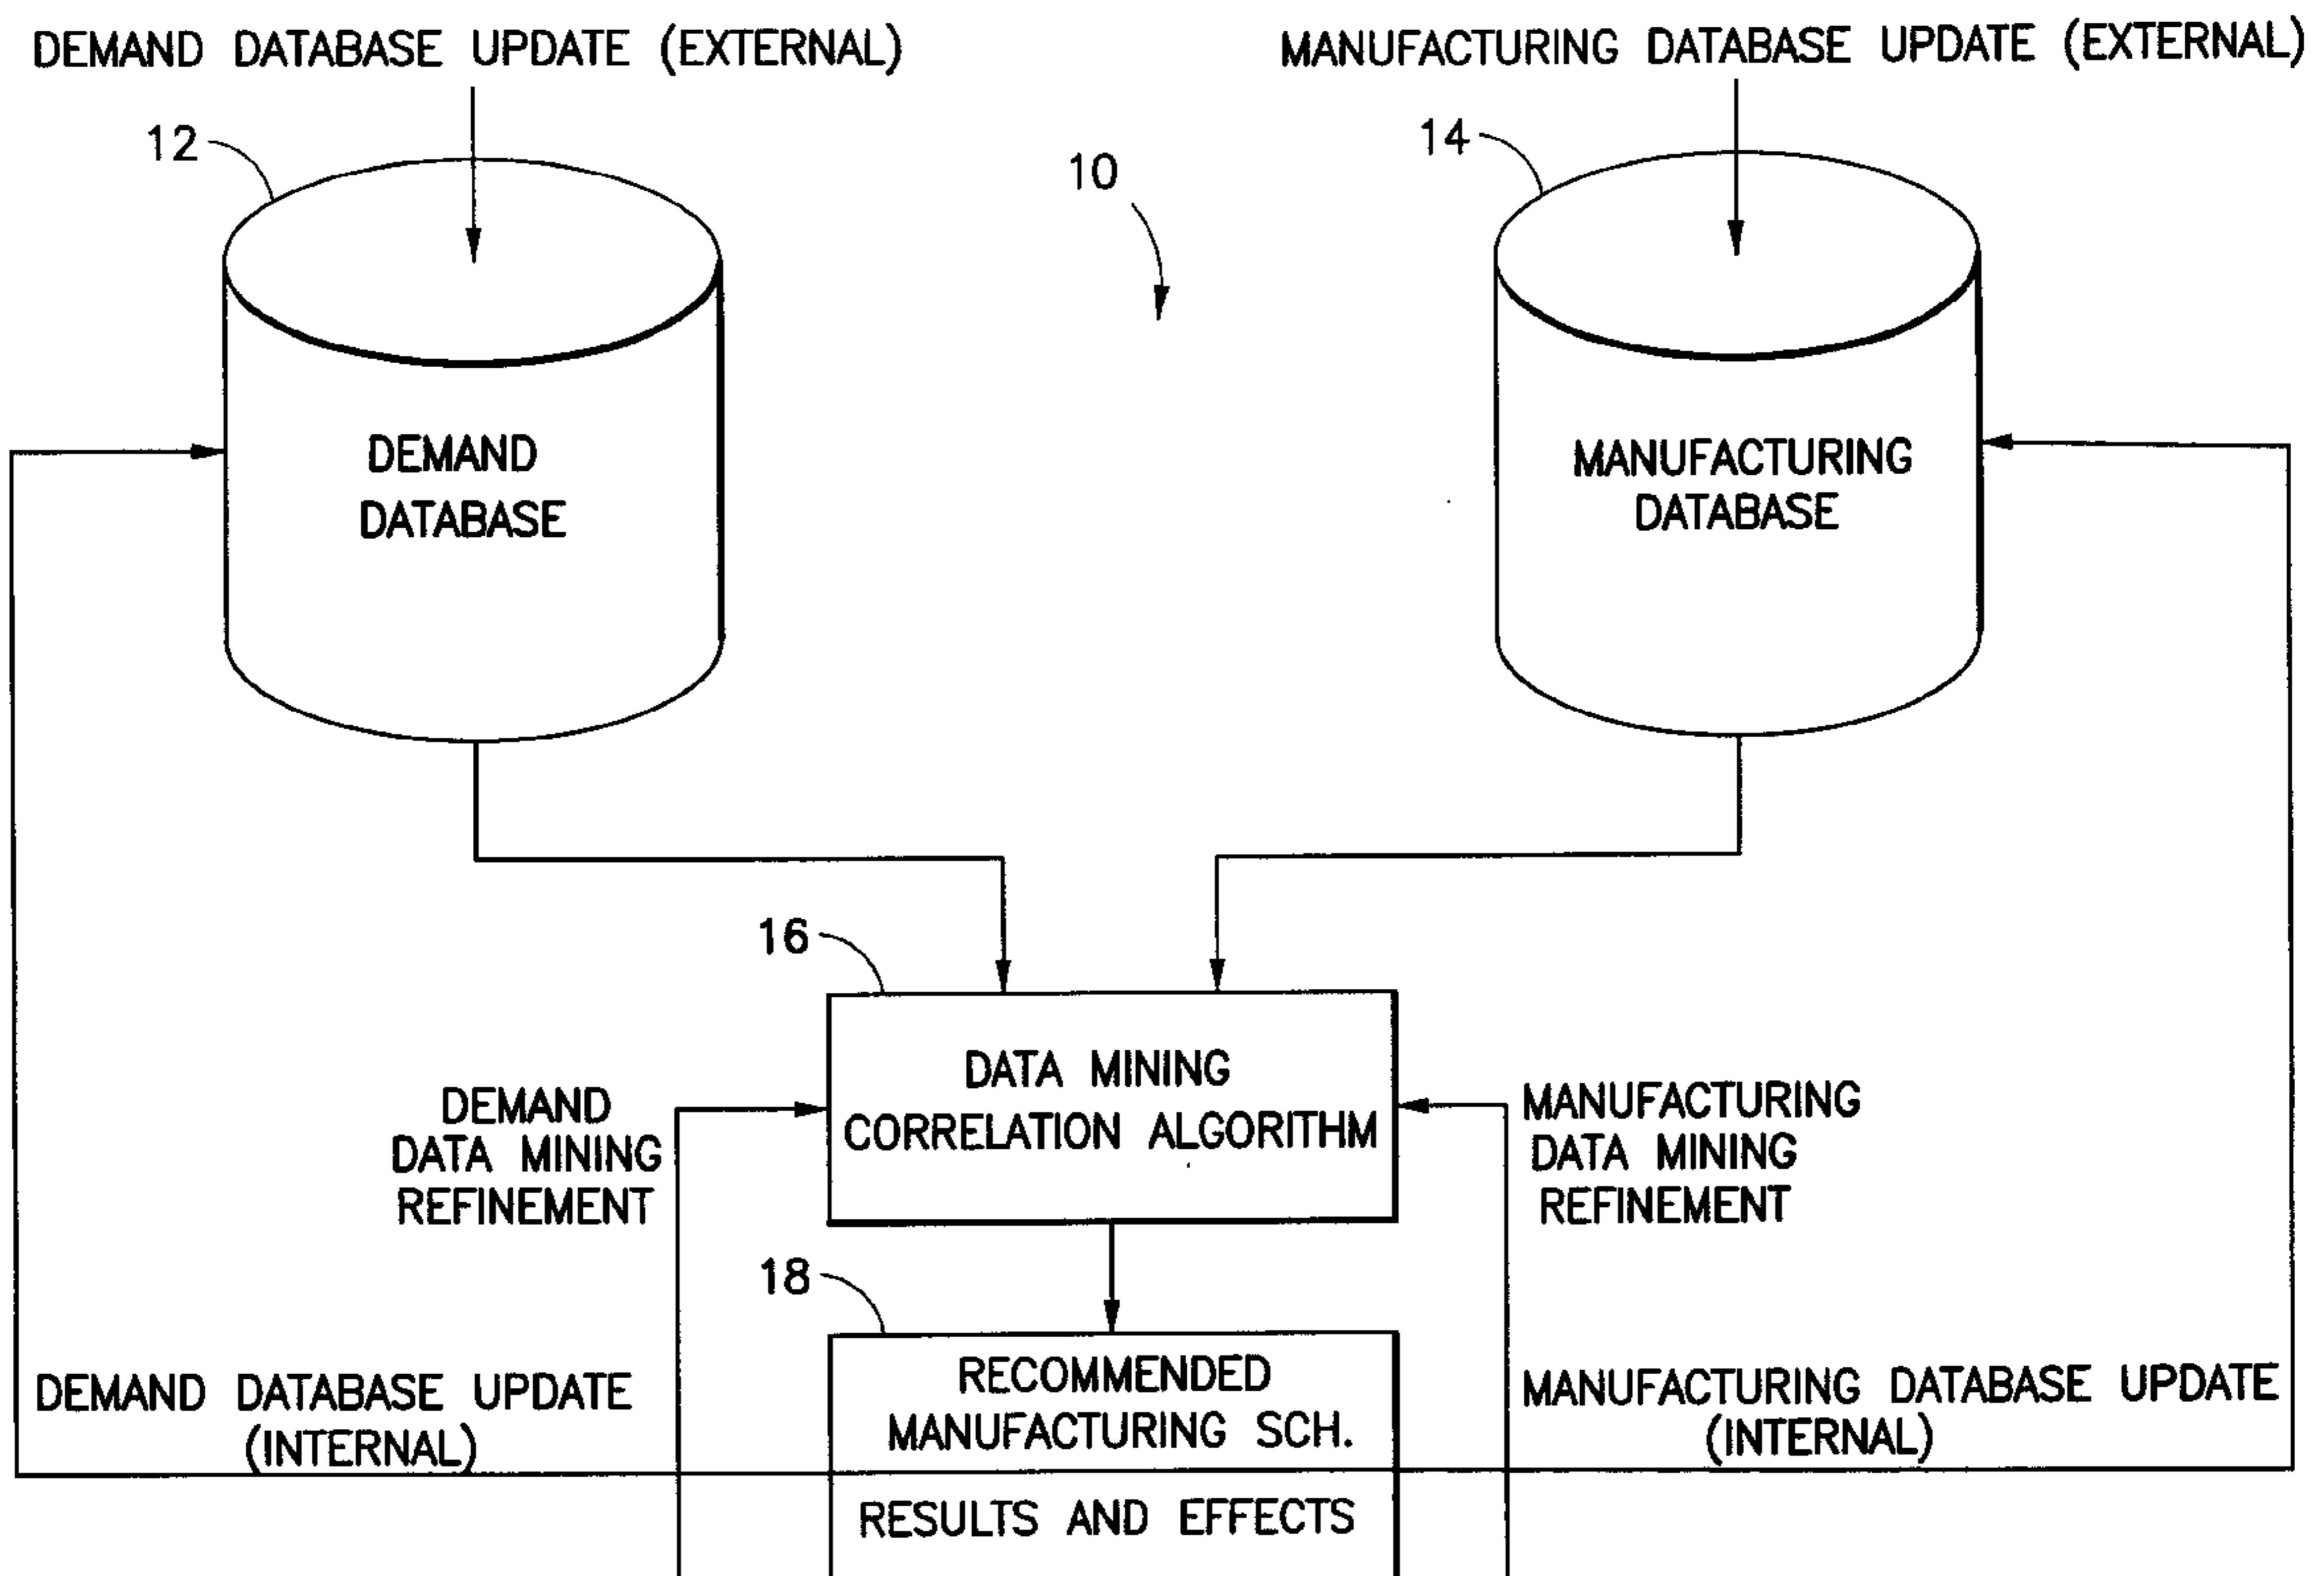 DEMAND DATABASE UPDATE (EXTERNAL)
MANUFACTURING DATABASE UPDATE (EXTERNAL)
12
10
14
DEMAND
DATABASE
MANUFACTURING
DATABASE
16
DATA MINING
CORRELATION ALGORITHM
DEMAND
DATA MINING
REFINEMENT
MANUFACTURING
DATA MINING
REFINEMENT
18
RECOMMENDED
MANUFACTURING SCH.
DEMAND DATABASE UPDATE
(INTERNAL)
MANUFACTURING DATABASE UPDATE
(INTERNAL)
RESULTS AND EFFECTS